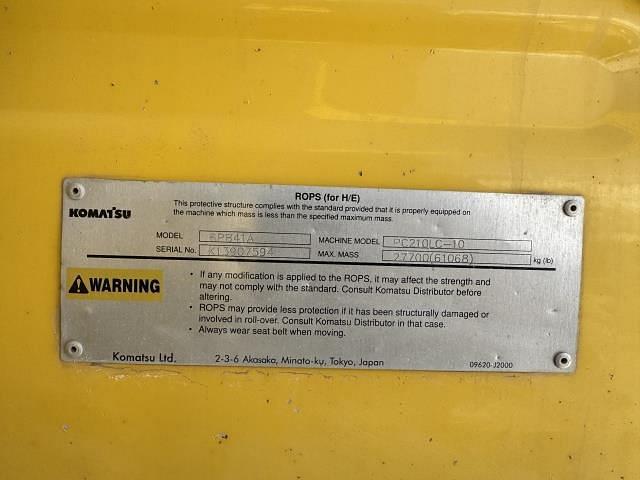 ROPS (for H/E)
This protective structure complies with the standard provided that it is properly equipped on
the machine which mass is less than the specified maximum mass.
KOMATSU
MODEL 6PB41A MACHINE MODEL PC210LC-10
SERIAL No. K13907594 MAX. MASS 27700(61068) kg (lb)
WARNING
• If any modification is applied to the ROPS, it may affect the strength and
may not comply with the standard. Consult Komatsu Distributor before
altering.
• ROPS may provide less protection if it has been structurally damaged or
involved in roll-over. Consult Komatsu Distributor in that case.
• Always wear seat belt when moving.
Komatsu Ltd. 2-3-6 Akasaka, Minato-ku, Tokyo, Japan 09620-J2000